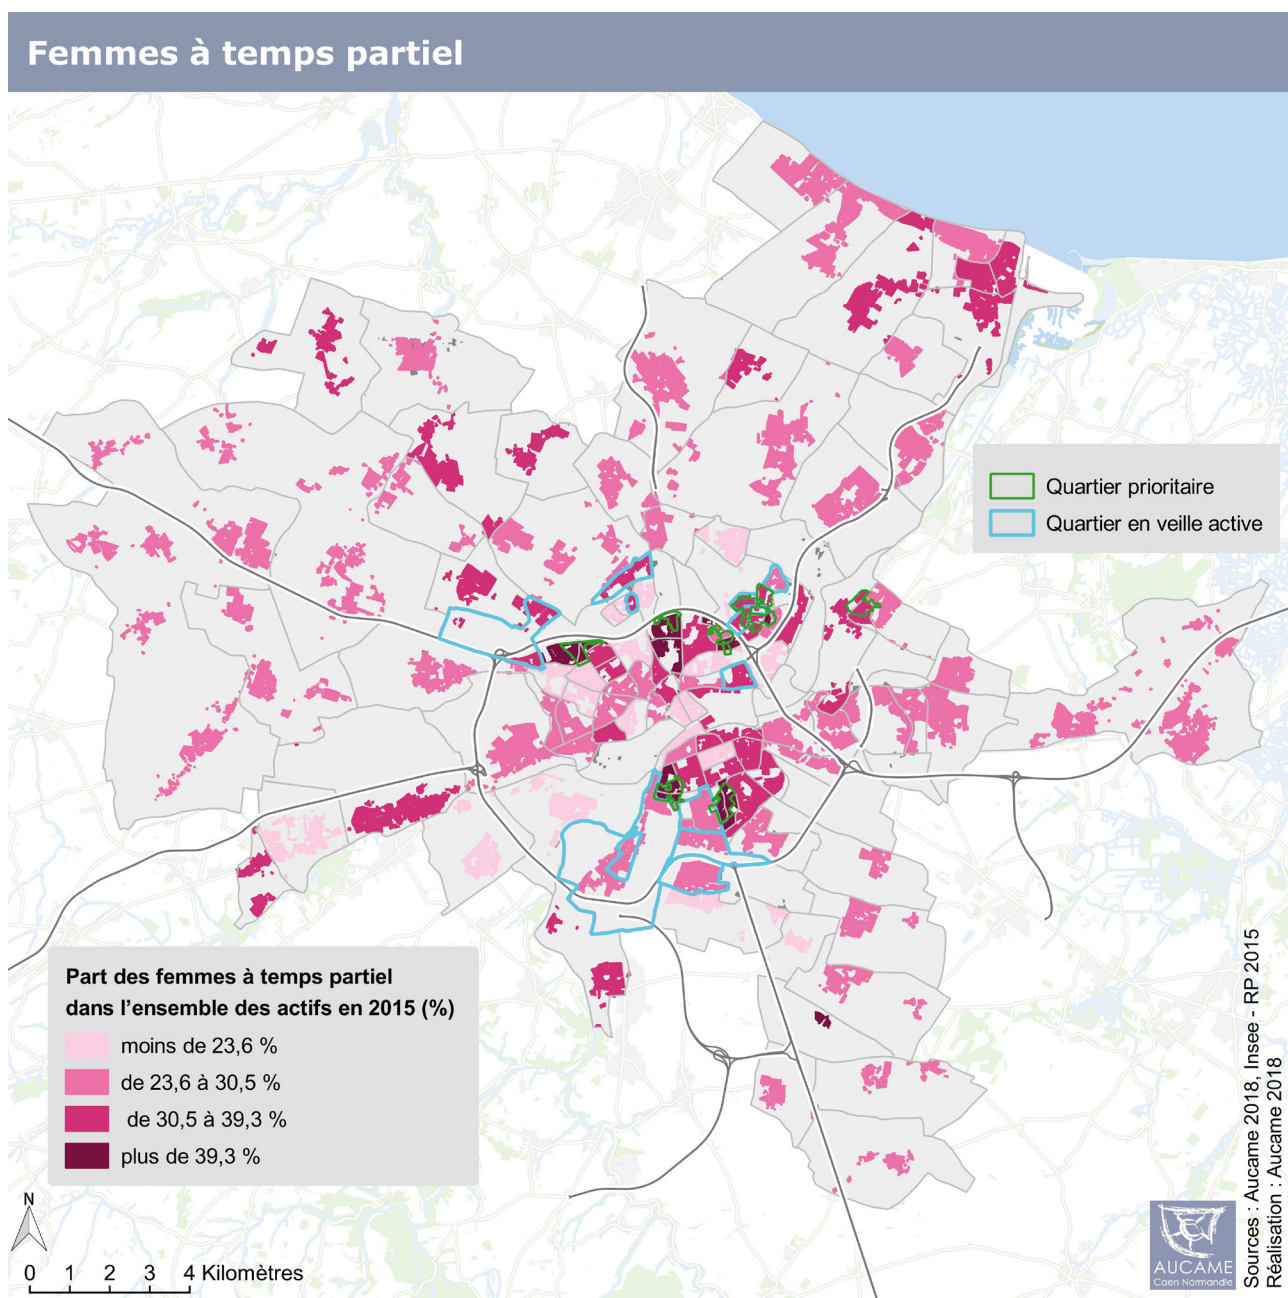 Femmes à temps partiel
Quartier prioritaire
Quartier en veille active
Part des femmes à temps partiel
dans l'ensemble des actifs en 2015 (%)
moins de 23,6 %
de 23,6 à 30,5 %
de 30,5 à 39,3 %
plus de 39,3 %
N
0 1 2 3 4 Kilomètres
AUCAME
Caen Normandie
Sources : Aucame 2018, Insee - RP 2015
Réalisation : Aucame 2018